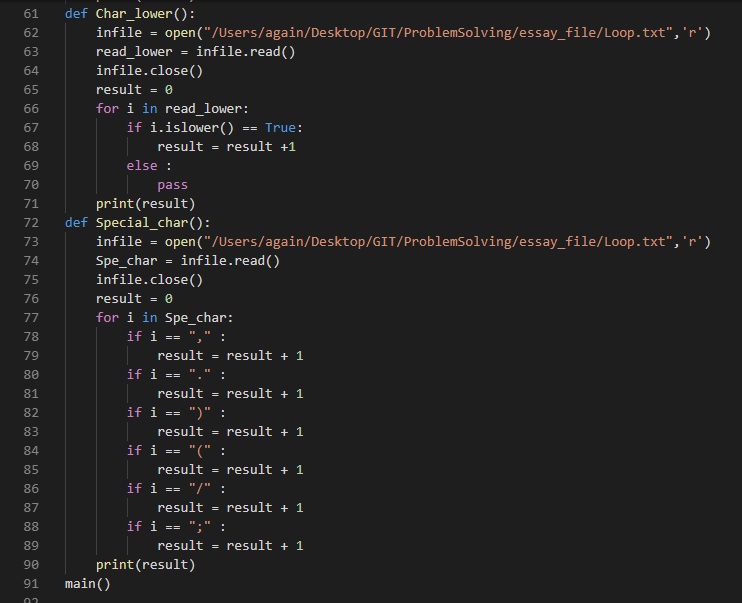 61 def Char_lower():
62     infile = open("/Users/again/Desktop/GIT/ProblemSolving/essay_file/Loop.txt",'r')
63     read_lower = infile.read()
64     infile.close()
65     result = 0
66     for i in read_lower:
67         if i.islower() == True:
68             result = result +1
69         else :
70             pass
71     print(result)
72 def Special_char():
73     infile = open("/Users/again/Desktop/GIT/ProblemSolving/essay_file/Loop.txt",'r')
74     Spe_char = infile.read()
75     infile.close()
76     result = 0
77     for i in Spe_char:
78         if i == "," :
79             result = result + 1
80         if i == "." :
81             result = result + 1
82         if i == ")" :
83             result = result + 1
84         if i == "(" :
85             result = result + 1
86         if i == "/" :
87             result = result + 1
88         if i == ";" :
89             result = result + 1
90     print(result)
91 main()